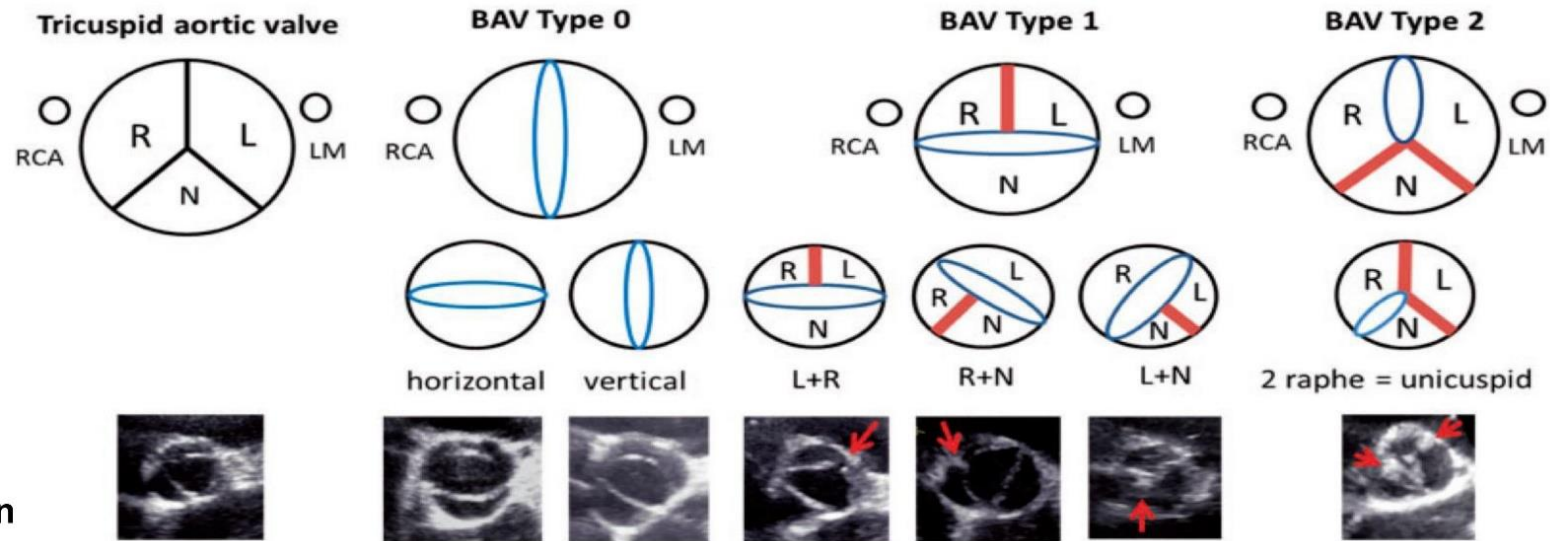 Tricuspid aortic valve
BAV Type 0
BAV Type 1
BAV Type 2
RCA
R
L
N
LM
RCA
LM
RCA
R
L
N
LM
RCA
R
L
N
LM
R
L
N
R
L
N
R
L
N
R
L
N
horizontal
vertical
L+R
R+N
L+N
2 raphe = unicuspid
n